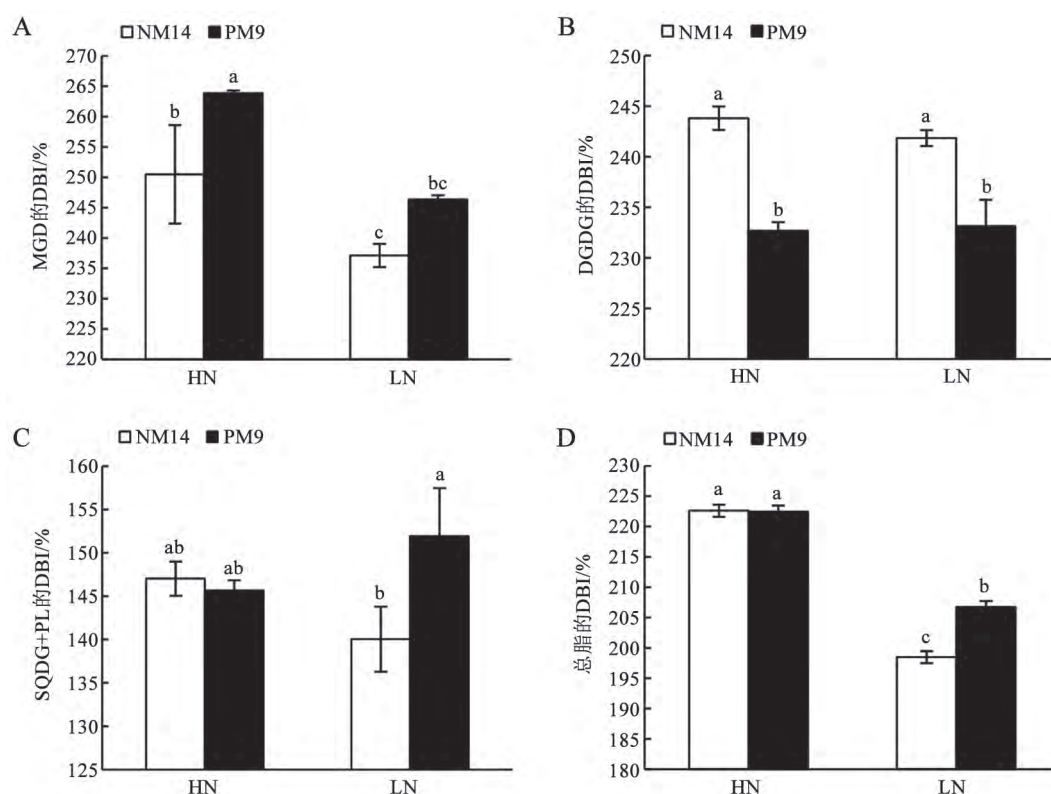 A
NM14 PM9
MGD的DBI/%
270
265
260
255
250
245
240
235
230
225
220
b
a
c
bc
HN
LN
B
NM14 PM9
DGDG的DBI/%
250
245
240
235
230
225
220
a
b
a
b
HN
LN
C
NM14 PM9
SQDG+PL的DBI/%
160
155
150
145
140
135
130
125
ab
ab
b
a
HN
LN
D
NM14 PM9
总脂的DBI/%
230
225
220
215
210
205
200
195
190
185
180
a
a
c
b
HN
LN